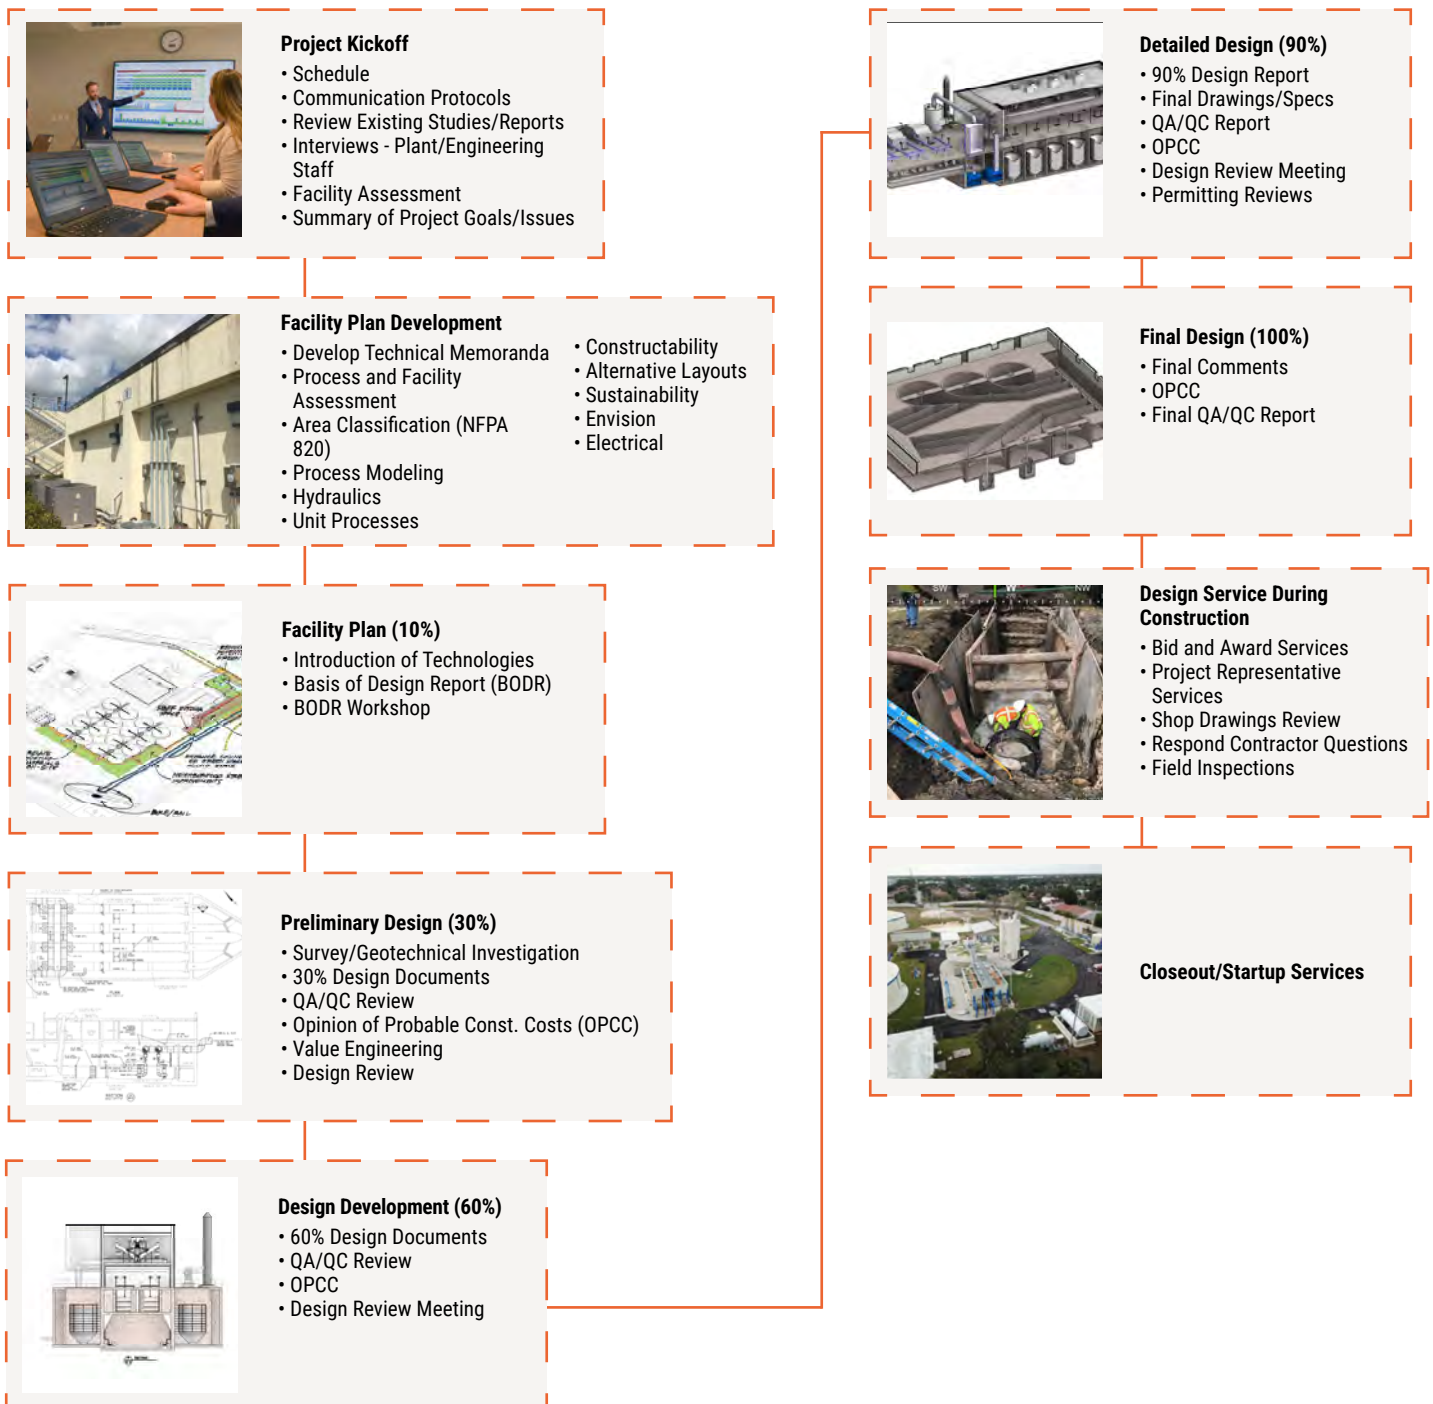 Project Kickoff
• Schedule
• Communication Protocols
• Review Existing Studies/Reports
• Interviews - Plant/Engineering
Staff
• Facility Assessment
• Summary of Project Goals/Issues
Facility Plan Development
• Develop Technical Memoranda
• Process and Facility
Assessment
• Area Classification (NFPA
820)
• Process Modeling
• Hydraulics
• Unit Processes
• Constructability
• Alternative Layouts
• Sustainability
• Envision
• Electrical
Facility Plan (10%)
• Introduction of Technologies
• Basis of Design Report (BODR)
• BODR Workshop
Preliminary Design (30%)
• Survey/Geotechnical Investigation
• 30% Design Documents
• QA/QC Review
• Opinion of Probable Const. Costs (OPCC)
• Value Engineering
• Design Review
Design Development (60%)
• 60% Design Documents
• QA/QC Review
• OPCC
• Design Review Meeting
Detailed Design (90%)
• 90% Design Report
• Final Drawings/Specs
• QA/QC Report
• OPCC
• Design Review Meeting
• Permitting Reviews
Final Design (100%)
• Final Comments
• OPCC
• Final QA/QC Report
SW W NW
Design Service During
Construction
• Bid and Award Services
• Project Representative
Services
• Shop Drawings Review
• Respond Contractor Questions
• Field Inspections
Closeout/Startup Services